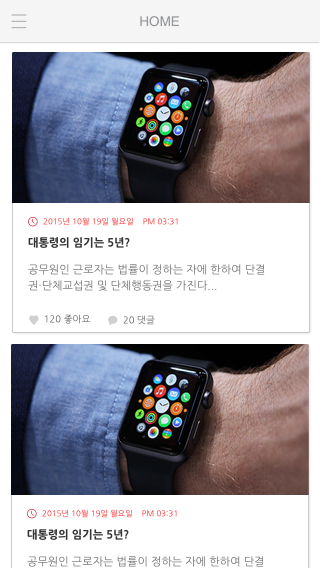 HOME
2015년 10월 19일 월요일 PM 03:31
대통령의 임기는 5년?
공무원인 근로자는 법률이 정하는 자에 한하여 단결
권·단체교섭권 및 단체행동권을 가진다...
120 좋아요 20 댓글
2015년 10월 19일 월요일 PM 03:31
대통령의 임기는 5년?
공무원인 근로자는 법률이 정하는 자에 한하여 단결